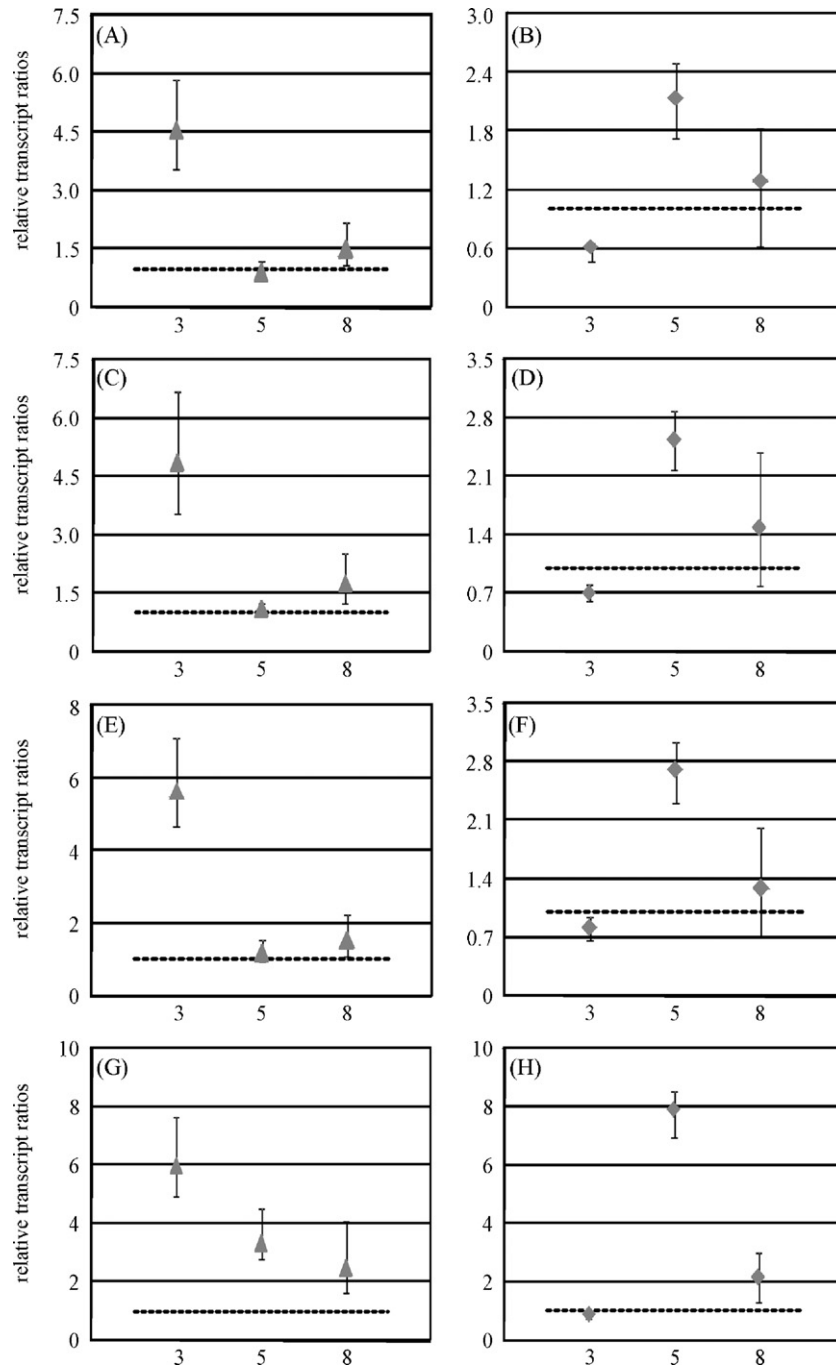 (A)
7.5
6.0
4.5
3.0
1.5
0
3 5 8
relative transcript ratios
(B)
3.0
2.4
1.8
1.2
0.6
0
3 5 8
(C)
7.5
6.0
4.5
3.0
1.5
0
3 5 8
relative transcript ratios
(D)
3.5
2.8
2.1
1.4
0.7
0
3 5 8
(E)
8
6
4
2
0
3 5 8
relative transcript ratios
(F)
3.5
2.8
2.1
1.4
0.7
0
3 5 8
(G)
10
8
6
4
2
0
3 5 8
relative transcript ratios
(H)
10
8
6
4
2
0
3 5 8